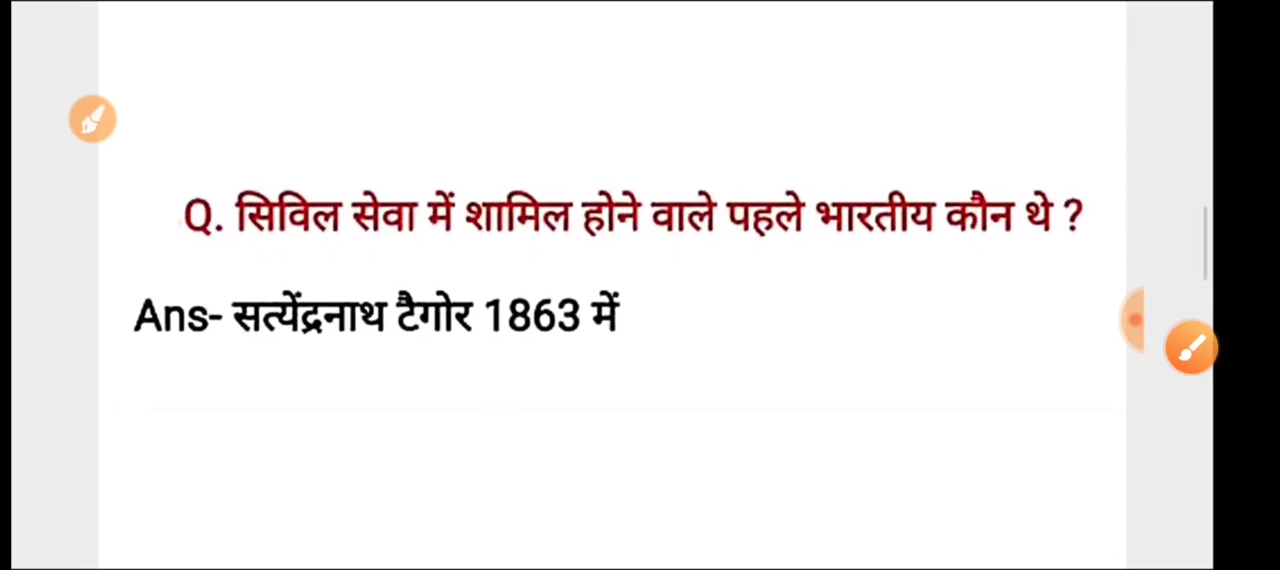 Q. सिविल सेवा में शामिल होने वाले पहले भारतीय कौन थे ?
Ans- सत्येंद्रनाथ टैगोर 1863 में